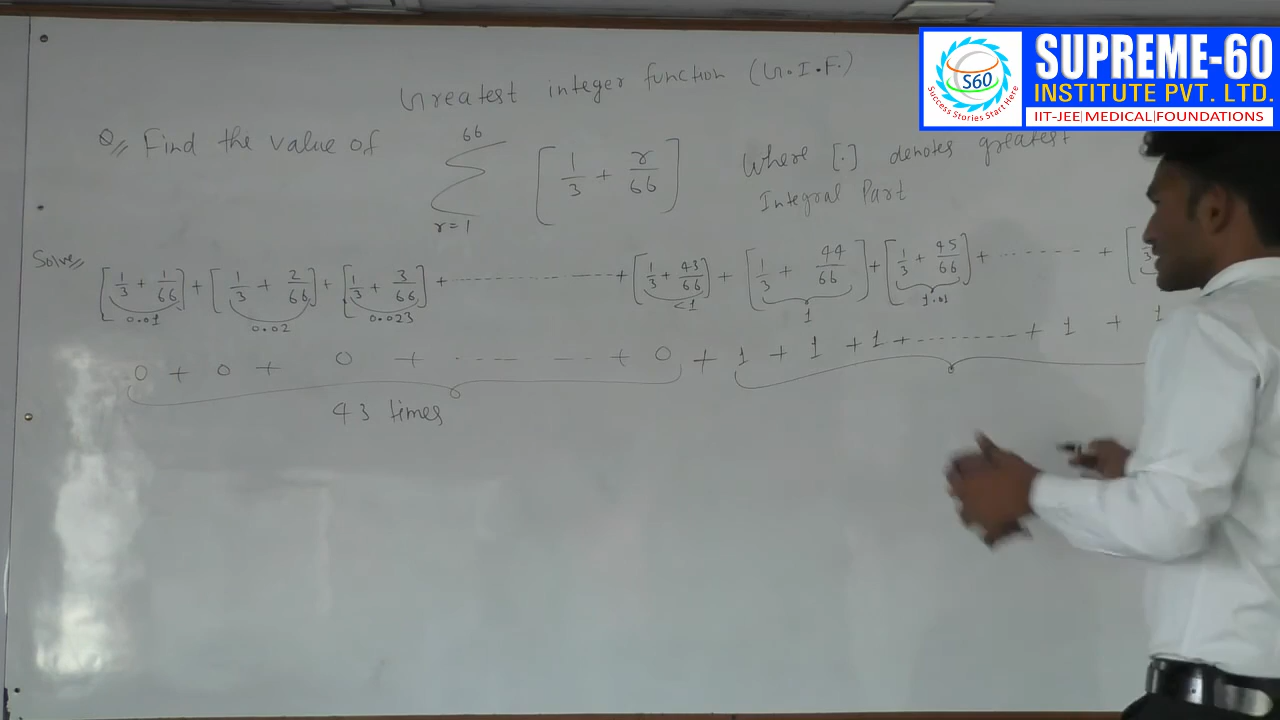 SUPREME-60
INSTITUTE PVT. LTD.
IIT-JEE|MEDICAL|FOUNDATIONS
S60
Success Stories Start Here
Greatest integer function (G.I.F.)
Q Find the value of ∑_{r=1}^{66} [1/3 + r/66] Where [.] denotes greatest
Integral Part
Solve
[1/3 + 1/66] + [1/3 + 2/66] + [1/3 + 3/66] + ---------- + [1/3 + 43/66] + [1/3 + 44/66] + [1/3 + 45/66] + ------- + [1/3
0.01 0.02 0.023 <1 1 1.01
0 + 0 + 0 + ------- + 0 + 1 + 1 + 1 + ------- + 1 + 1
43 times